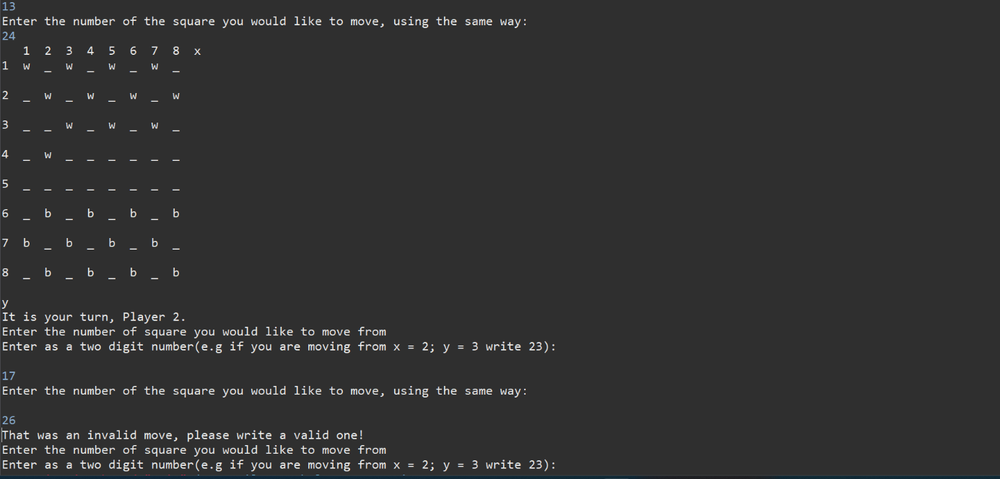 13
Enter the number of the square you would like to move, using the same way:
24
1 2 3 4 5 6 7 8 x
1 w _ w _ w _ w _
2 _ w _ w _ w _ w
3 _ _ w _ w _ w _
4 _ w _ _ _ _ _ _
5 _ _ _ _ _ _ _ _
6 _ b _ b _ b _ b
7 b _ b _ b _ b _
8 _ b _ b _ b _ b
y
It is your turn, Player 2.
Enter the number of square you would like to move from
Enter as a two digit number(e.g if you are moving from x = 2; y = 3 write 23):
17
Enter the number of the square you would like to move, using the same way:
26
That was an invalid move, please write a valid one!
Enter the number of square you would like to move from
Enter as a two digit number(e.g if you are moving from x = 2; y = 3 write 23):